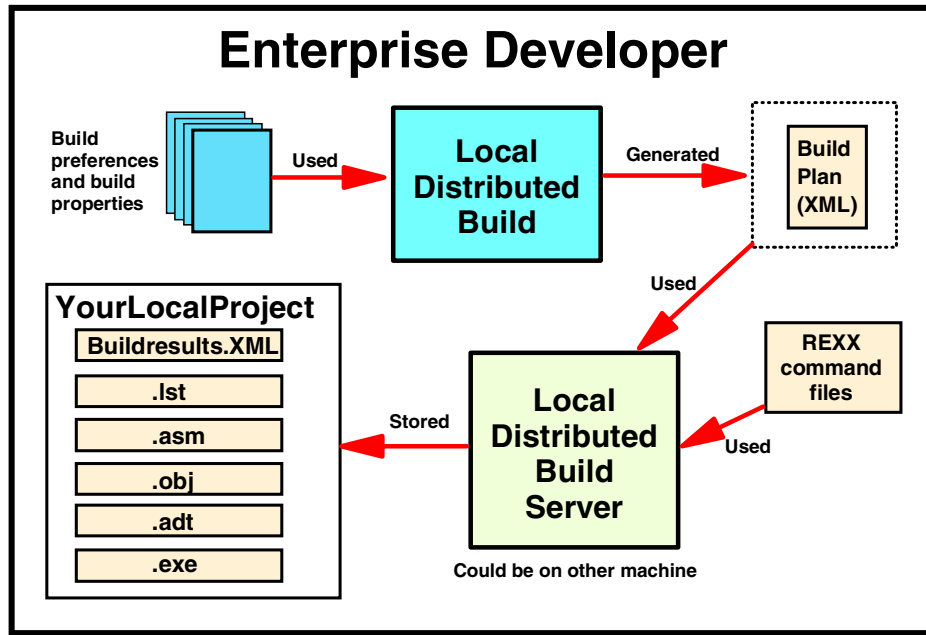 Enterprise Developer
Build
preferences
and build
properties
Used
Local
Distributed
Build
Generated
Build
Plan
(XML)
Used
YourLocalProject
Buildresults.XML
.lst
.asm
.obj
.adt
.exe
Stored
Local
Distributed
Build
Server
REXX
command
files
Used
Could be on other machine